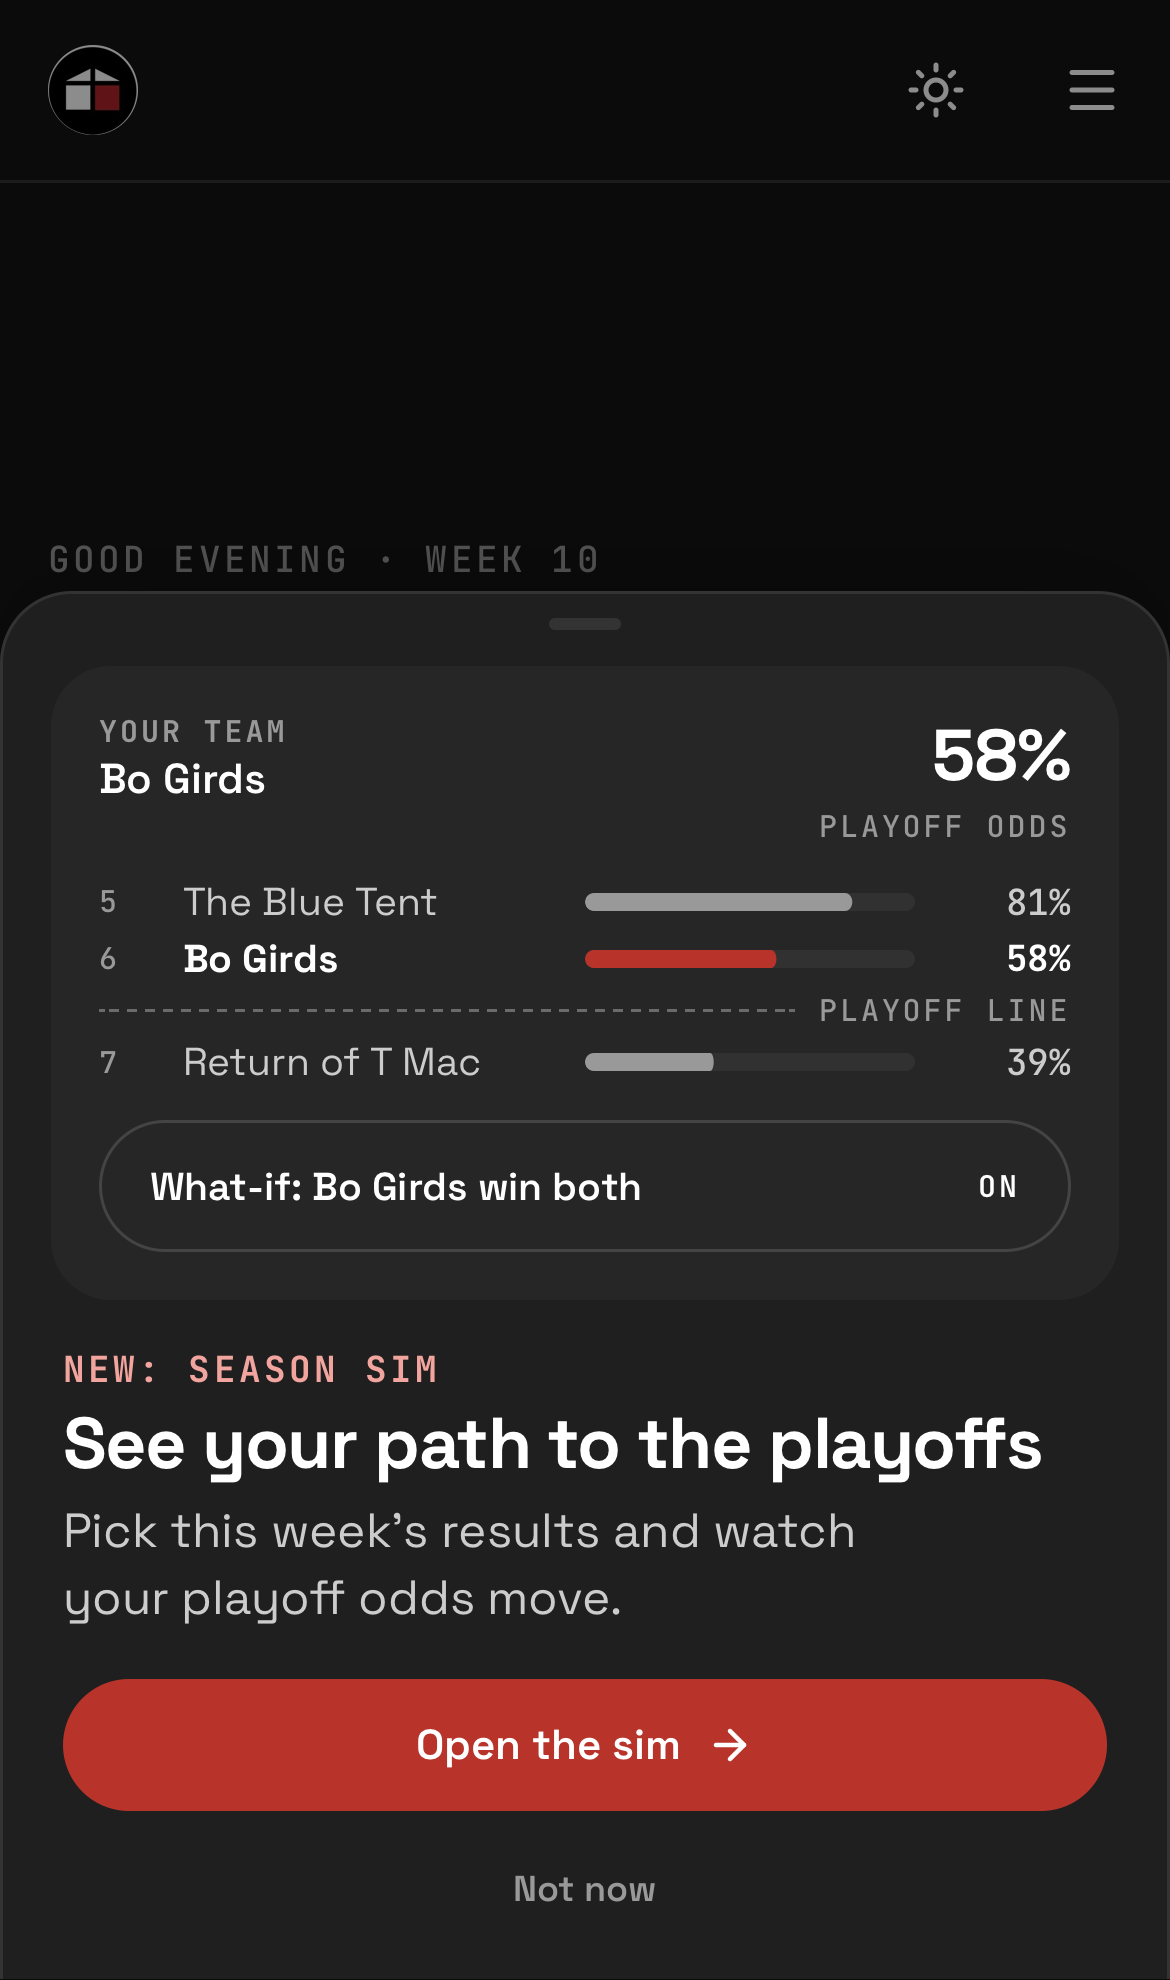 GOOD EVENING · WEEK 10
YOUR TEAM
Bo Girds
58%
PLAYOFF ODDS
5 The Blue Tent 81%
6 Bo Girds 58%
PLAYOFF LINE
7 Return of T Mac 39%
What-if: Bo Girds win both ON
NEW: SEASON SIM
See your path to the playoffs
Pick this week’s results and watch
your playoff odds move.
Open the sim →
Not now